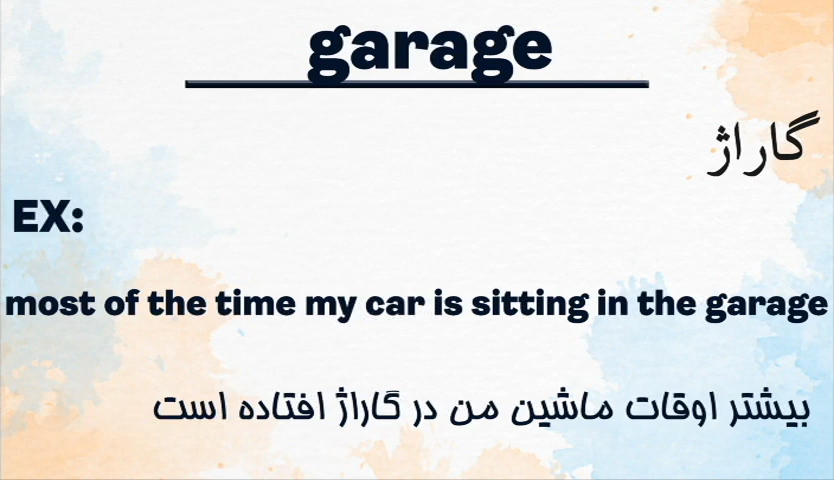 garage
گاراژ
EX:
most of the time my car is sitting in the garage
بیشتر اوقات ماشین من در گاراژ افتاده است